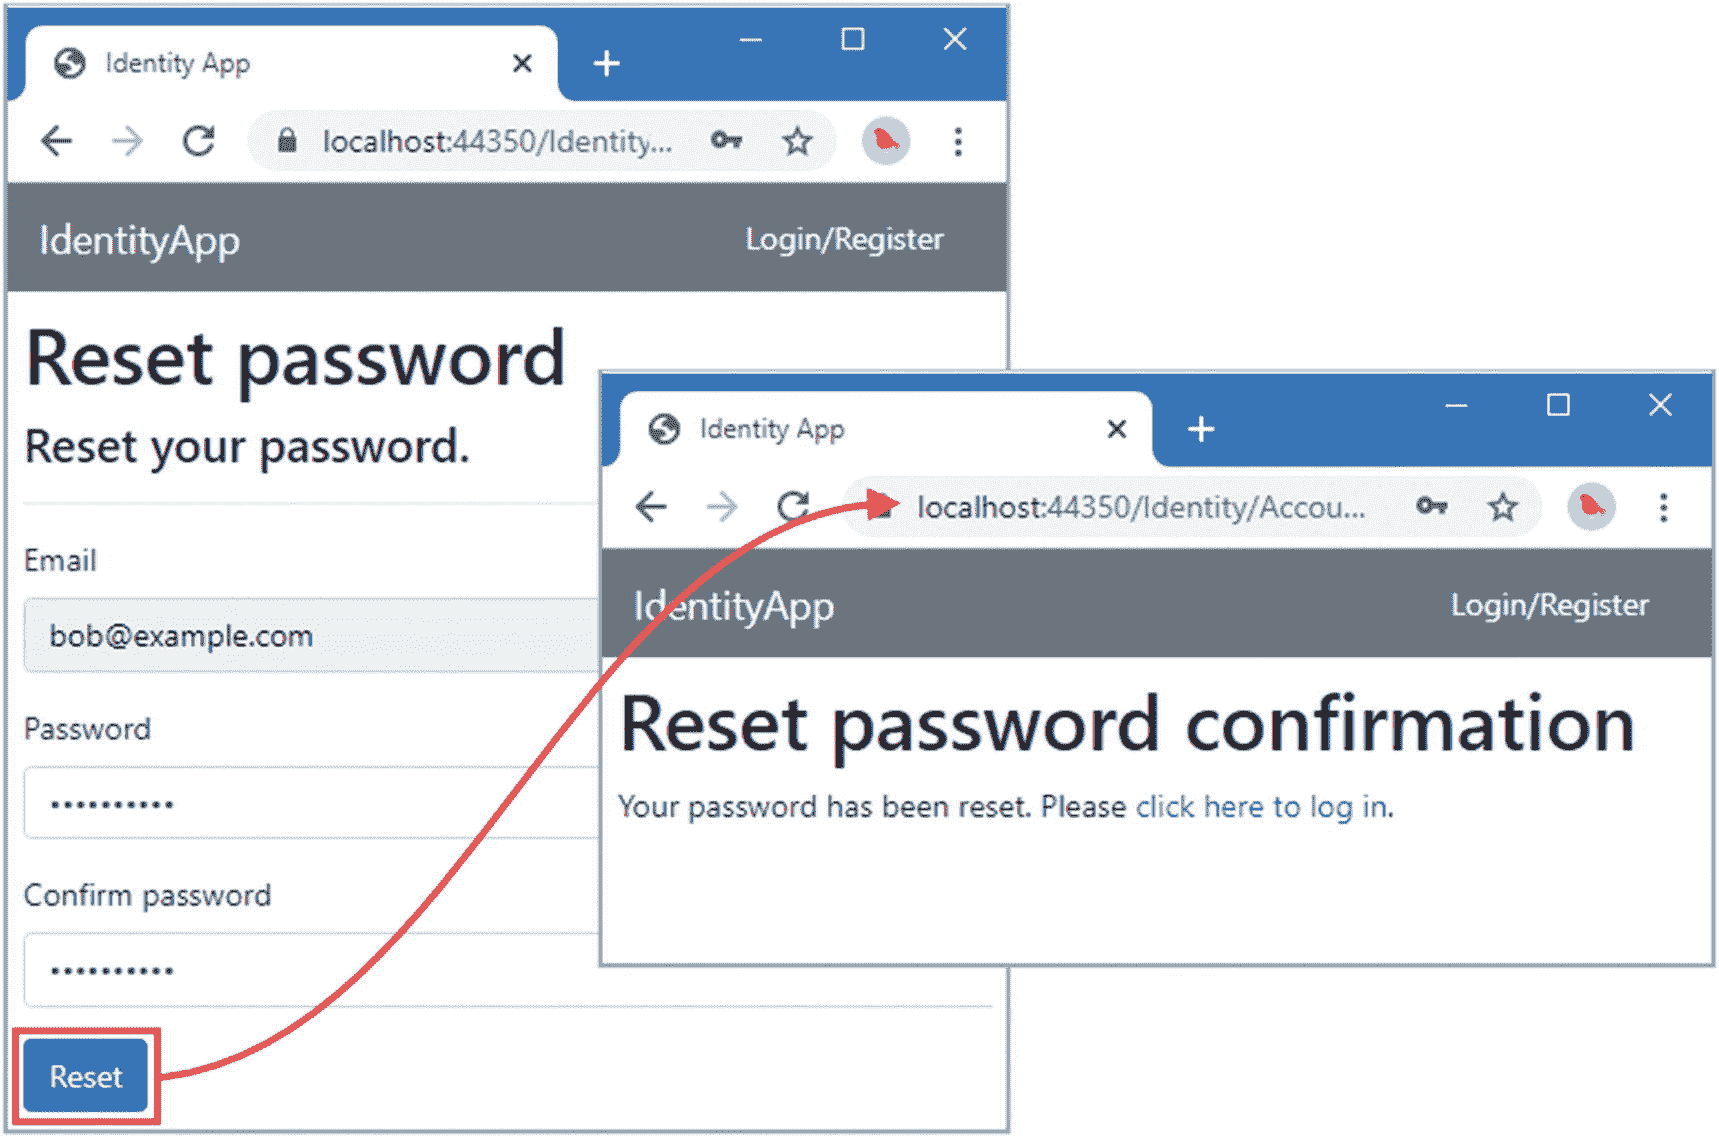 Identity App
localhost:44350/Identity...
IdentityApp
Login/Register
Reset password
Reset your password.
Email
bob@example.com
Password
••••••••••
Confirm password
••••••••••
Reset
Identity App
localhost:44350/Identity/Accou...
IdentityApp
Login/Register
Reset password confirmation
Your password has been reset. Please click here to log in.